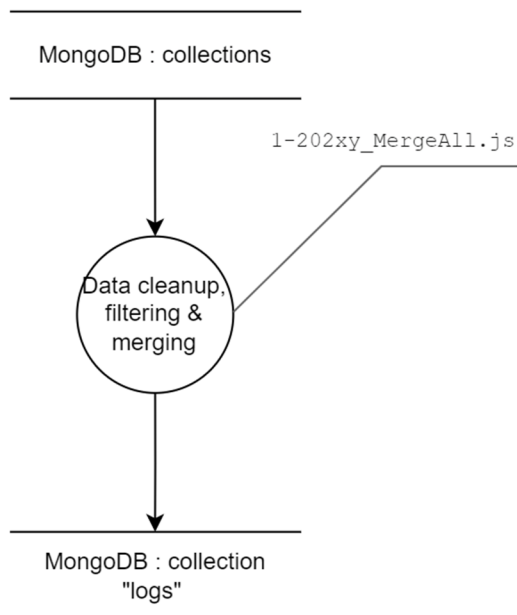 MongoDB : collections
1-202xy_MergeAll.js
Data cleanup,
filtering &
merging
MongoDB : collection
"logs"